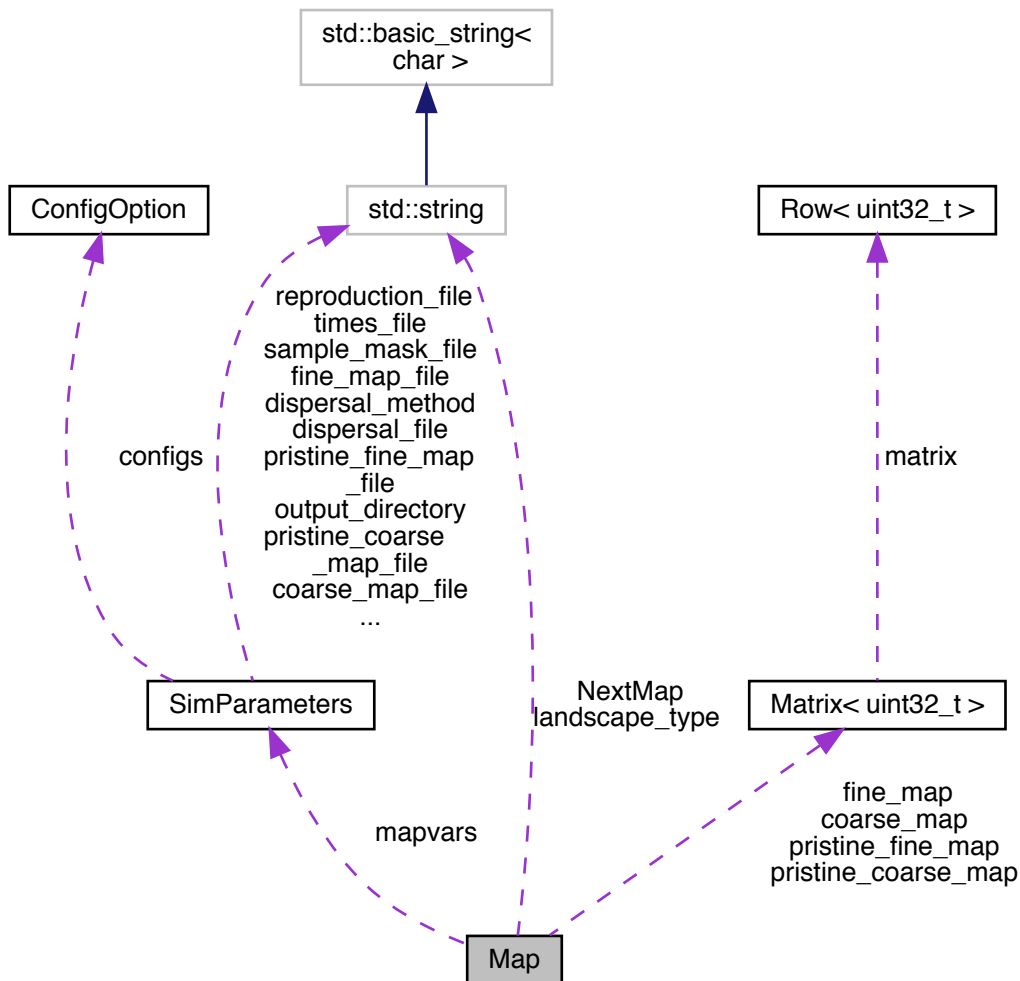 std::basic_string<
char >
ConfigOption
std::string
Row< uint32_t >
reproduction_file
times_file
sample_mask_file
fine_map_file
dispersal_method
dispersal_file
pristine_fine_map
_file
output_directory
pristine_coarse
_map_file
coarse_map_file
...
configs
matrix
SimParameters
NextMap
landscape_type
Matrix< uint32_t >
mapvars
fine_map
coarse_map
pristine_fine_map
pristine_coarse_map
Map